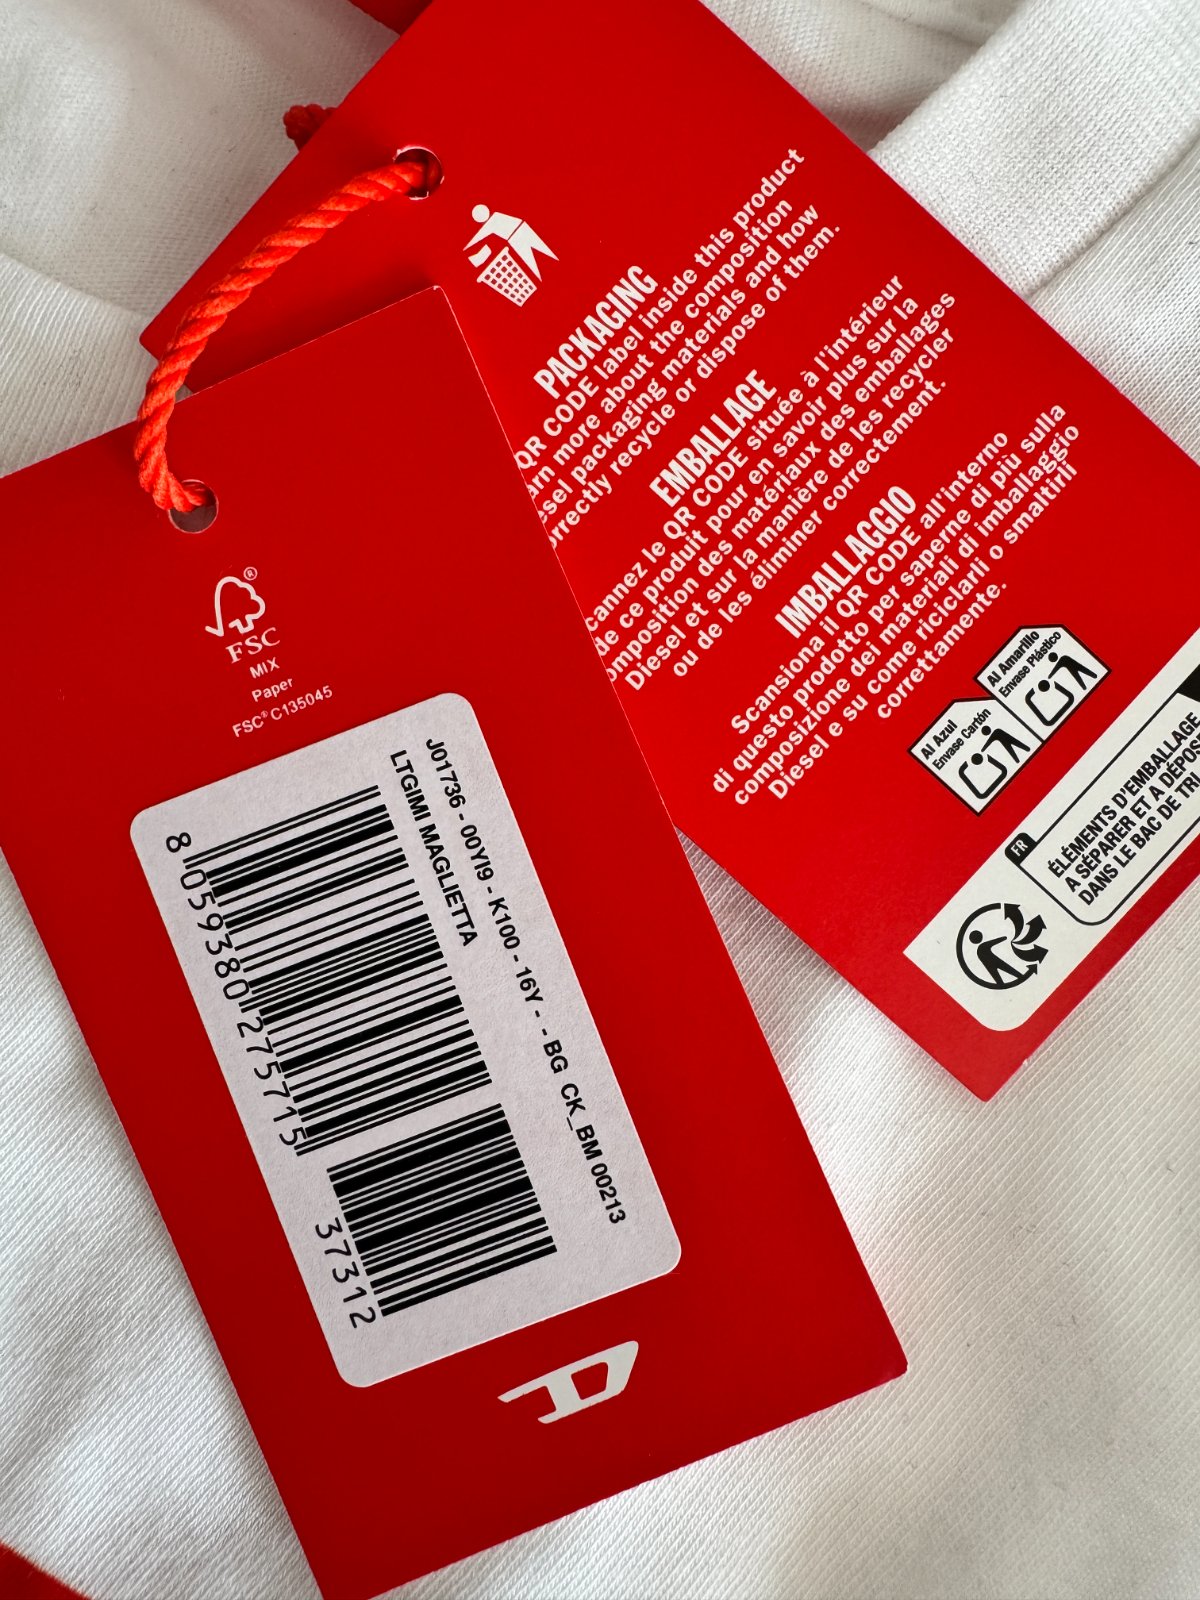 PACKAGING
QR CODE label inside this product
more about the composition
packaging materials and how
recycle or dispose of them.
EMBALLAGE
le QR CODE située à l'intérieur
de ce produit pour en savoir plus sur la
des matériaux des emballages
Diesel et sur la manière de les recycler
ou de les éliminer correctement.
IMBALLAGGIO
Scansiona il QR CODE all'interno
di questo prodotto per saperne di più sulla
composizione dei materiali di imballaggio
Diesel e su come riciclarli o smaltirli
correttamente.
Al Azul
Envase Cartón
Al Amarillo
Envase Plástico
FR
ÉLÉMENTS D'EMBALLAGE
A SÉPARER ET A
DANS LE BAC DE TRI
FSC®
MIX
Paper
FSC® C135045
J01736 - 00YI9 - K100 - 16Y - - BG CK_BM 00213
LTGIMI MAGLIETTA
8 059380 275715
37312